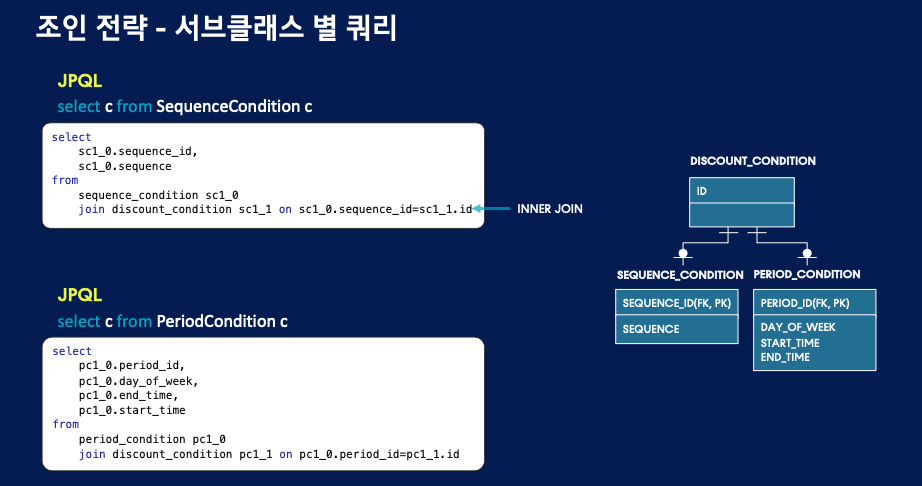 조인 전략 - 서브클래스 별 쿼리
JPQL
select c from SequenceCondition c
select
sc1_0.sequence_id,
sc1_0.sequence
from
sequence_condition sc1_0
join discount_condition sc1_1 on sc1_0.sequence_id=sc1_1.id
INNER JOIN
JPQL
select c from PeriodCondition c
select
pc1_0.period_id,
pc1_0.day_of_week,
pc1_0.end_time,
pc1_0.start_time
from
period_condition pc1_0
join discount_condition pc1_1 on pc1_0.period_id=pc1_1.id
DISCOUNT_CONDITION
ID
SEQUENCE_CONDITION
SEQUENCE_ID(FK, PK)
SEQUENCE
PERIOD_CONDITION
PERIOD_ID(FK, PK)
DAY_OF_WEEK
START_TIME
END_TIME